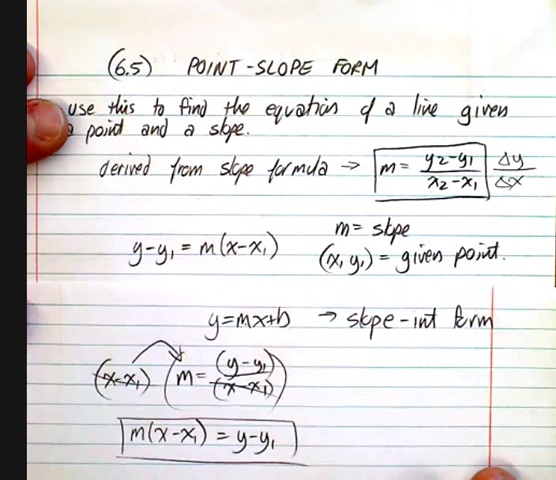 (6.5) POINT-SLOPE FORM
use this to find the equation of a line given
a point and a slope.
derived from slope formula → m = y2-y1 / x2-x1 Δy / Δx
m = slope
y-y1 = m(x-x1) (x1 y1) = given point.
y=mx+b → slope-int form
(x-x1) (m = (y-y1) / (x-x1))
m(x-x1) = y-y1